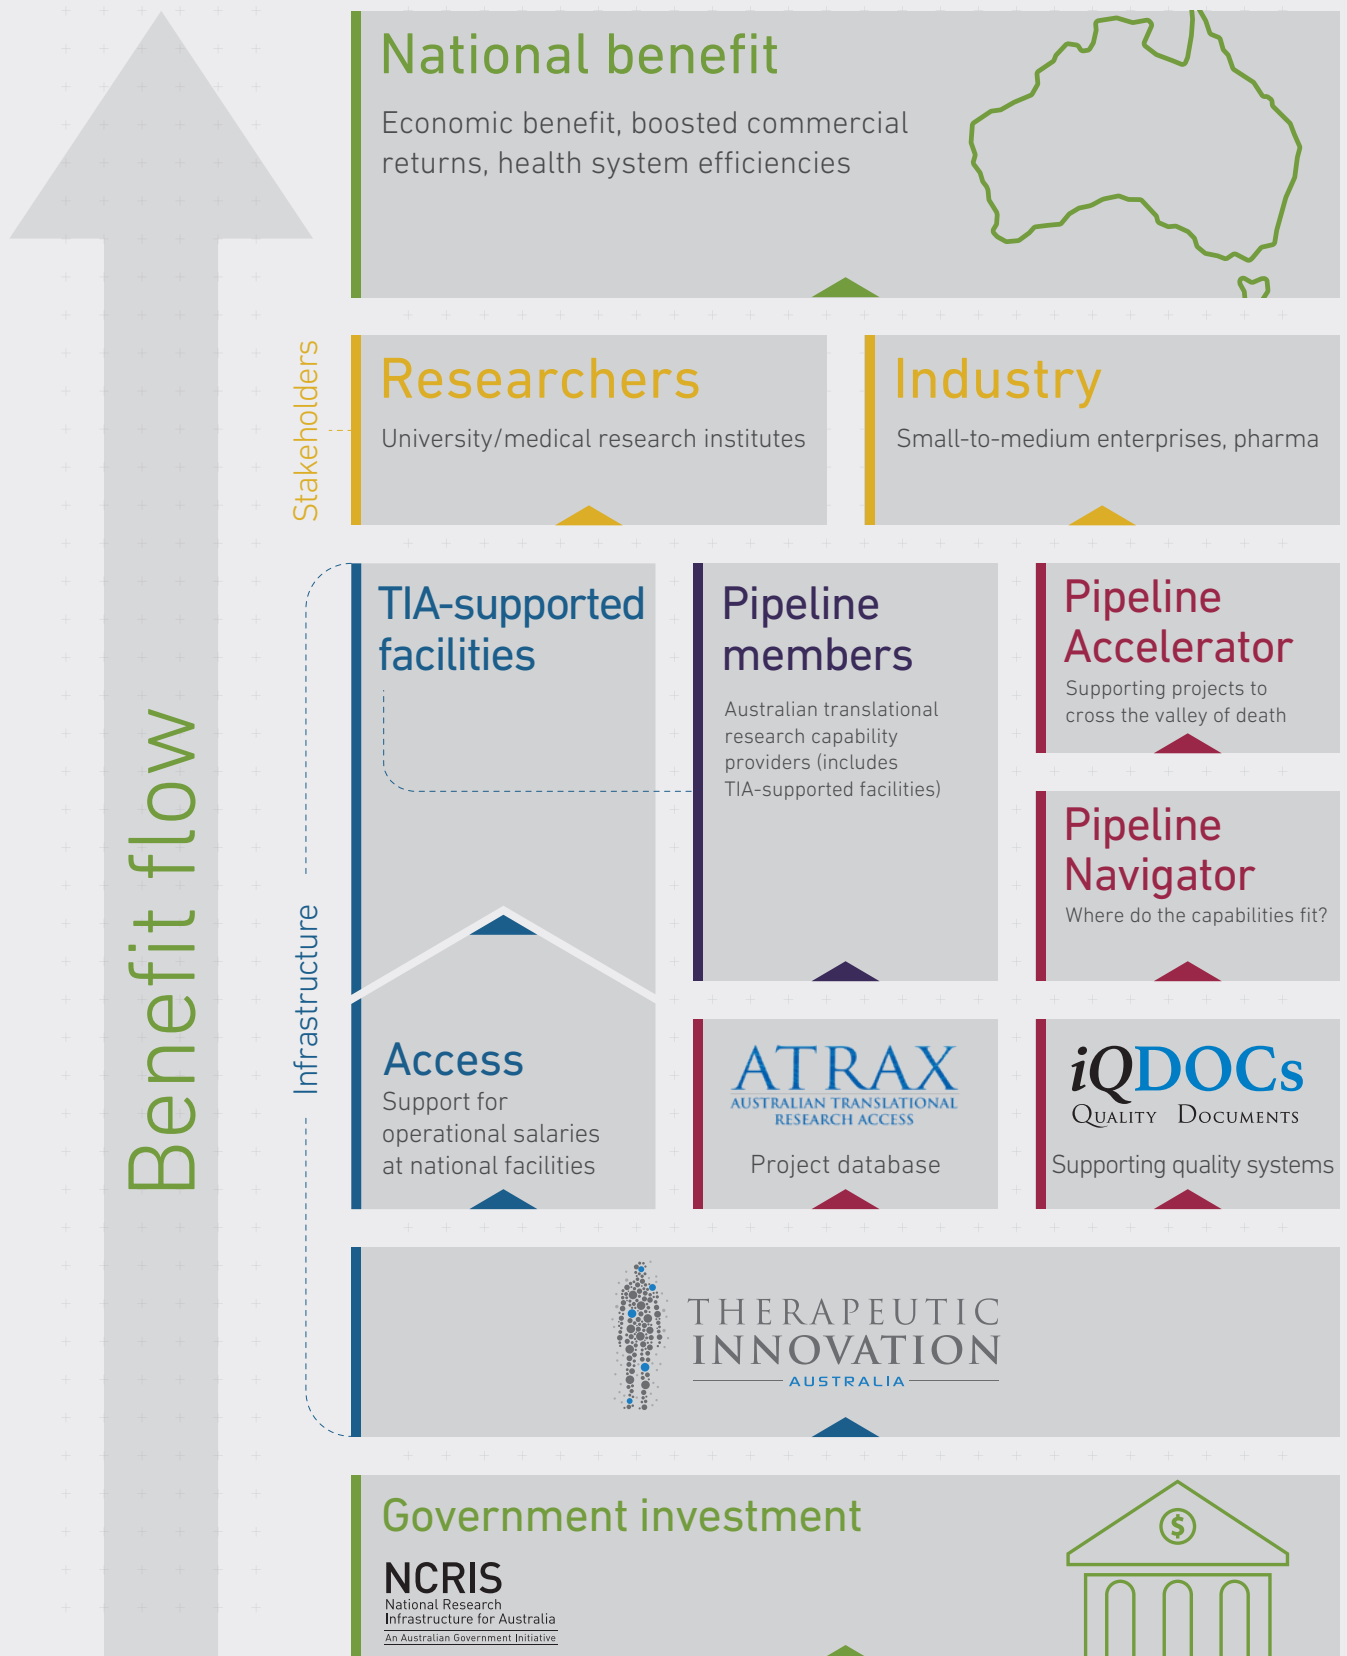 National benefit
Economic benefit, boosted commercial
returns, health system efficiencies
Stakeholders
Researchers
University/medical research institutes
Industry
Small-to-medium enterprises, pharma
Benefit flow
Infrastructure
TIA-supported
facilities
Pipeline
members
Australian translational
research capability
providers (includes
TIA-supported facilities)
Pipeline
Accelerator
Supporting projects to
cross the valley of death
Pipeline
Navigator
Where do the capabilities fit?
Access
Support for
operational salaries
at national facilities
ATRAX
AUSTRALIAN TRANSLATIONAL
RESEARCH ACCESS
Project database
iQDOCs
QUALITY DOCUMENTS
Supporting quality systems
THERAPEUTIC
INNOVATION
AUSTRALIA
Government investment
$
NCRIS
National Research
Infrastructure for Australia
An Australian Government Initiative